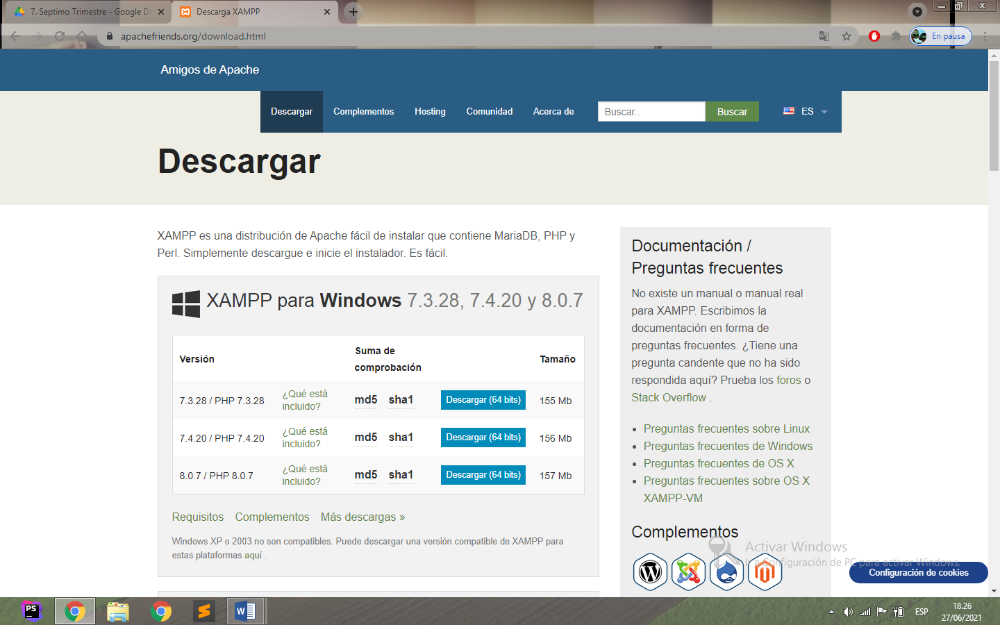 7. Septimo Trimestre - Google D
Descarga XAMPP
apachefriends.org/download.html
En pausa
Amigos de Apache
Descargar
Complementos
Hosting
Comunidad
Acerca de
Buscar..
Buscar
ES
Descargar
XAMPP es una distribución de Apache fácil de instalar que contiene MariaDB, PHP y
Perl. Simplemente descargue e inicie el instalador. Es fácil.
XAMPP para Windows 7.3.28, 7.4.20 y 8.0.7
Versión
Suma de
comprobación
Tamaño
7.3.28 / PHP 7.3.28
¿Qué está
incluido?
md5
sha1
Descargar (64 bits)
155 Mb
7.4.20 / PHP 7.4.20
¿Qué está
incluido?
md5
sha1
Descargar (64 bits)
156 Mb
8.0.7 / PHP 8.0.7
¿Qué está
incluido?
md5
sha1
Descargar (64 bits)
157 Mb
Requisitos
Complementos
Más descargas »
Windows XP o 2003 no son compatibles. Puede descargar una versión compatible de XAMPP para
estas plataformas aquí .
Documentación /
Preguntas frecuentes
No existe un manual o manual real
para XAMPP. Escribimos la
documentación en forma de
preguntas frecuentes. ¿Tiene una
pregunta candente que no ha sido
respondida aquí? Prueba los foros o
Stack Overflow .
Preguntas frecuentes sobre Linux
Preguntas frecuentes de Windows
Preguntas frecuentes de OS X
Preguntas frecuentes sobre OS X
XAMPP-VM
Complementos
Activar Windows
Ir a Configuración de PC para activar Windows.
Configuración de cookies
PS
W
ESP
18.26
27/06/2021